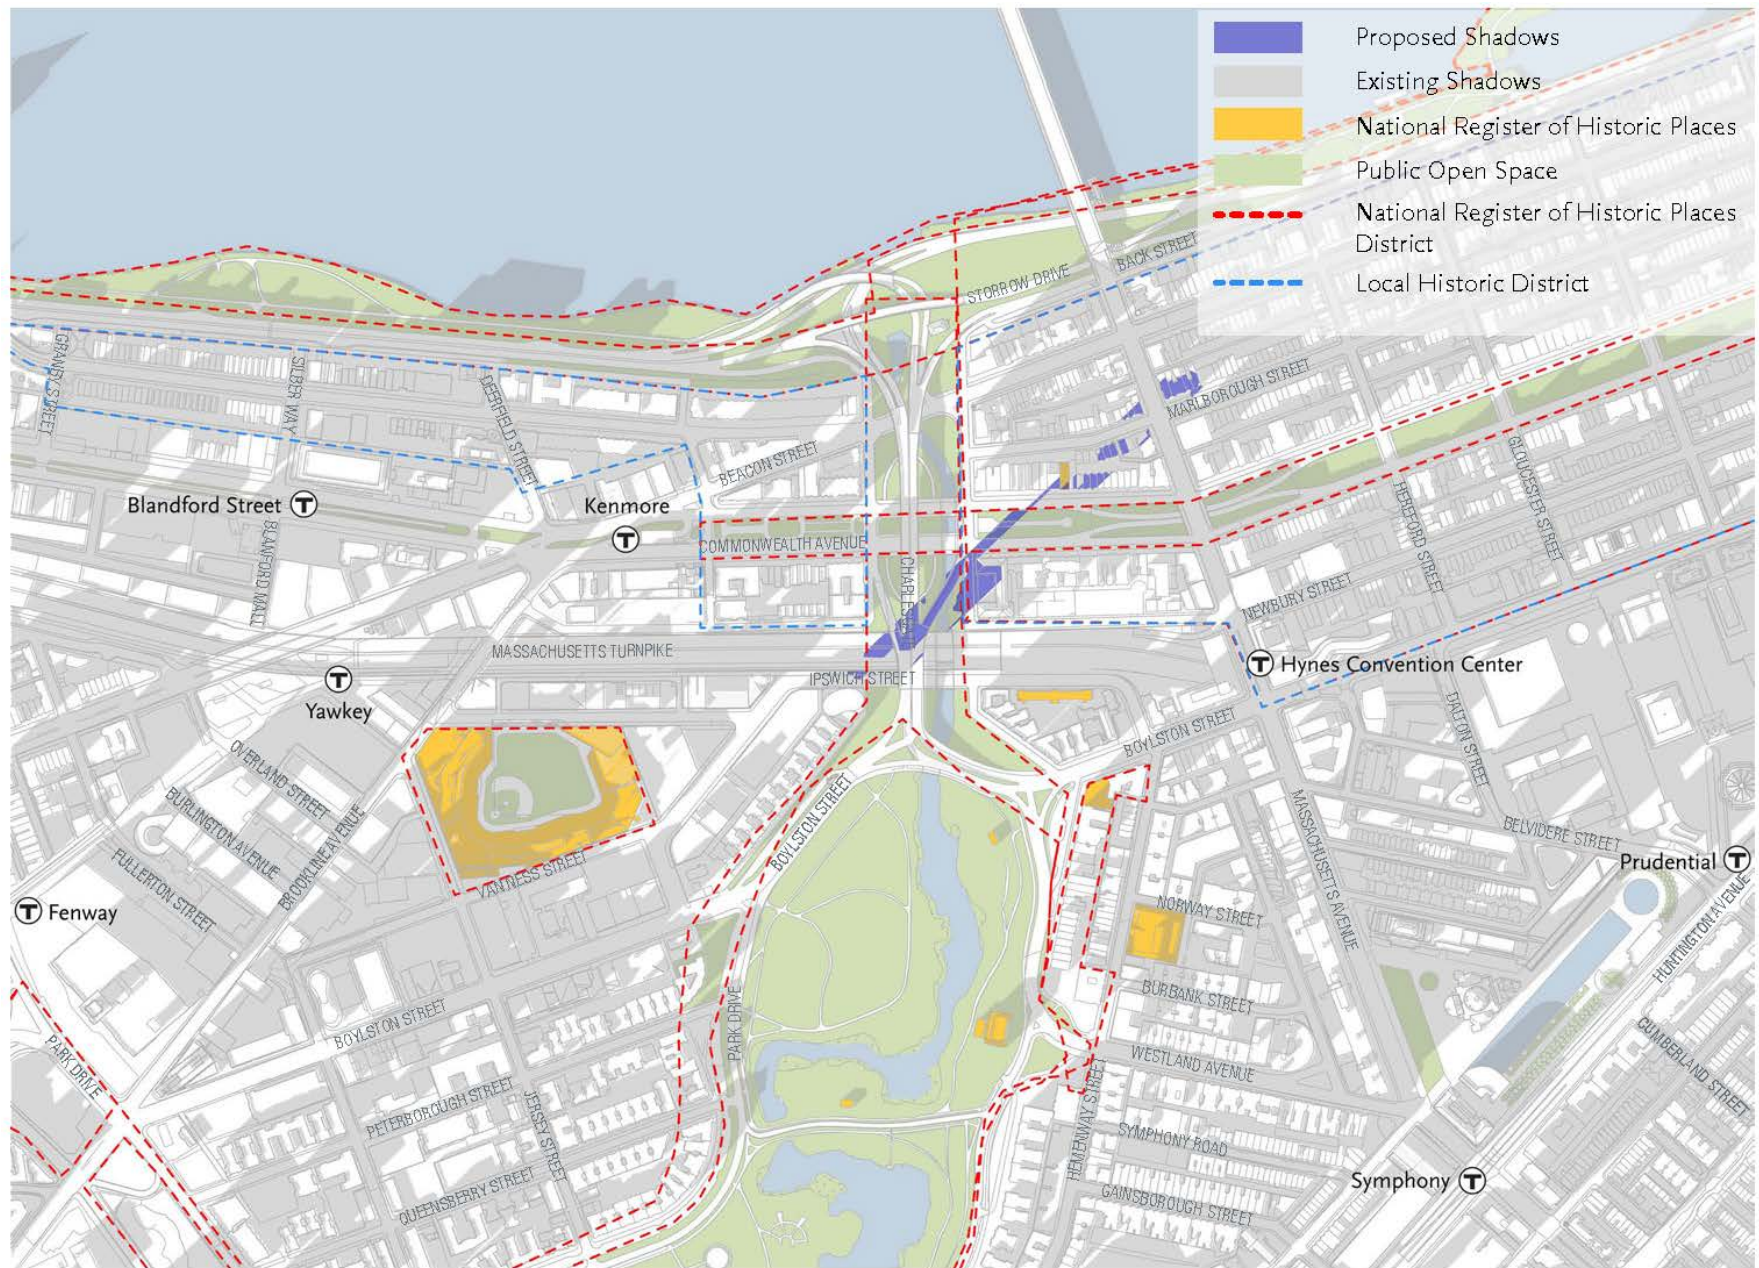 Proposed Shadows
Existing Shadows
National Register of Historic Places
Public Open Space
National Register of Historic Places
District
Local Historic District
BACK STREET
STORROW DRIVE
GRANBY STREET
SILBER WAY
DEERFIELD STREET
MARLBOROUGH STREET
BEACON STREET
GLOUCESTER STREET
HEREFORD STREET
Blandford Street T
Kenmore
T
BLANFORD MALL
COMMONWEALTH AVENUE
NEWBURY STREET
MASSACHUSETTS TURNPIKE
IPSWICH STREET
T Hynes Convention Center
T
Yawkey
DALTON STREET
BOYLSTON STREET
OVERLAND STREET
BURLINGTON AVENUE
FULLERTON STREET
BROOKLINE AVENUE
VAN NESS STREET
BOYLSTON STREET
MASSACHUSETTS AVENUE
BELVIDERE STREET
Prudential T
T Fenway
NORWAY STREET
HUNTINGTON AVENUE
BURBANK STREET
BOYLSTON STREET
PARK DRIVE
PARK DRIVE
WESTLAND AVENUE
CUMBERLAND STREET
PETERBOROUGH STREET
JERSEY STREET
HEMENWAY STREET
SYMPHONY ROAD
Symphony T
QUEENSBERRY STREET
GAINSBOROUGH STREET